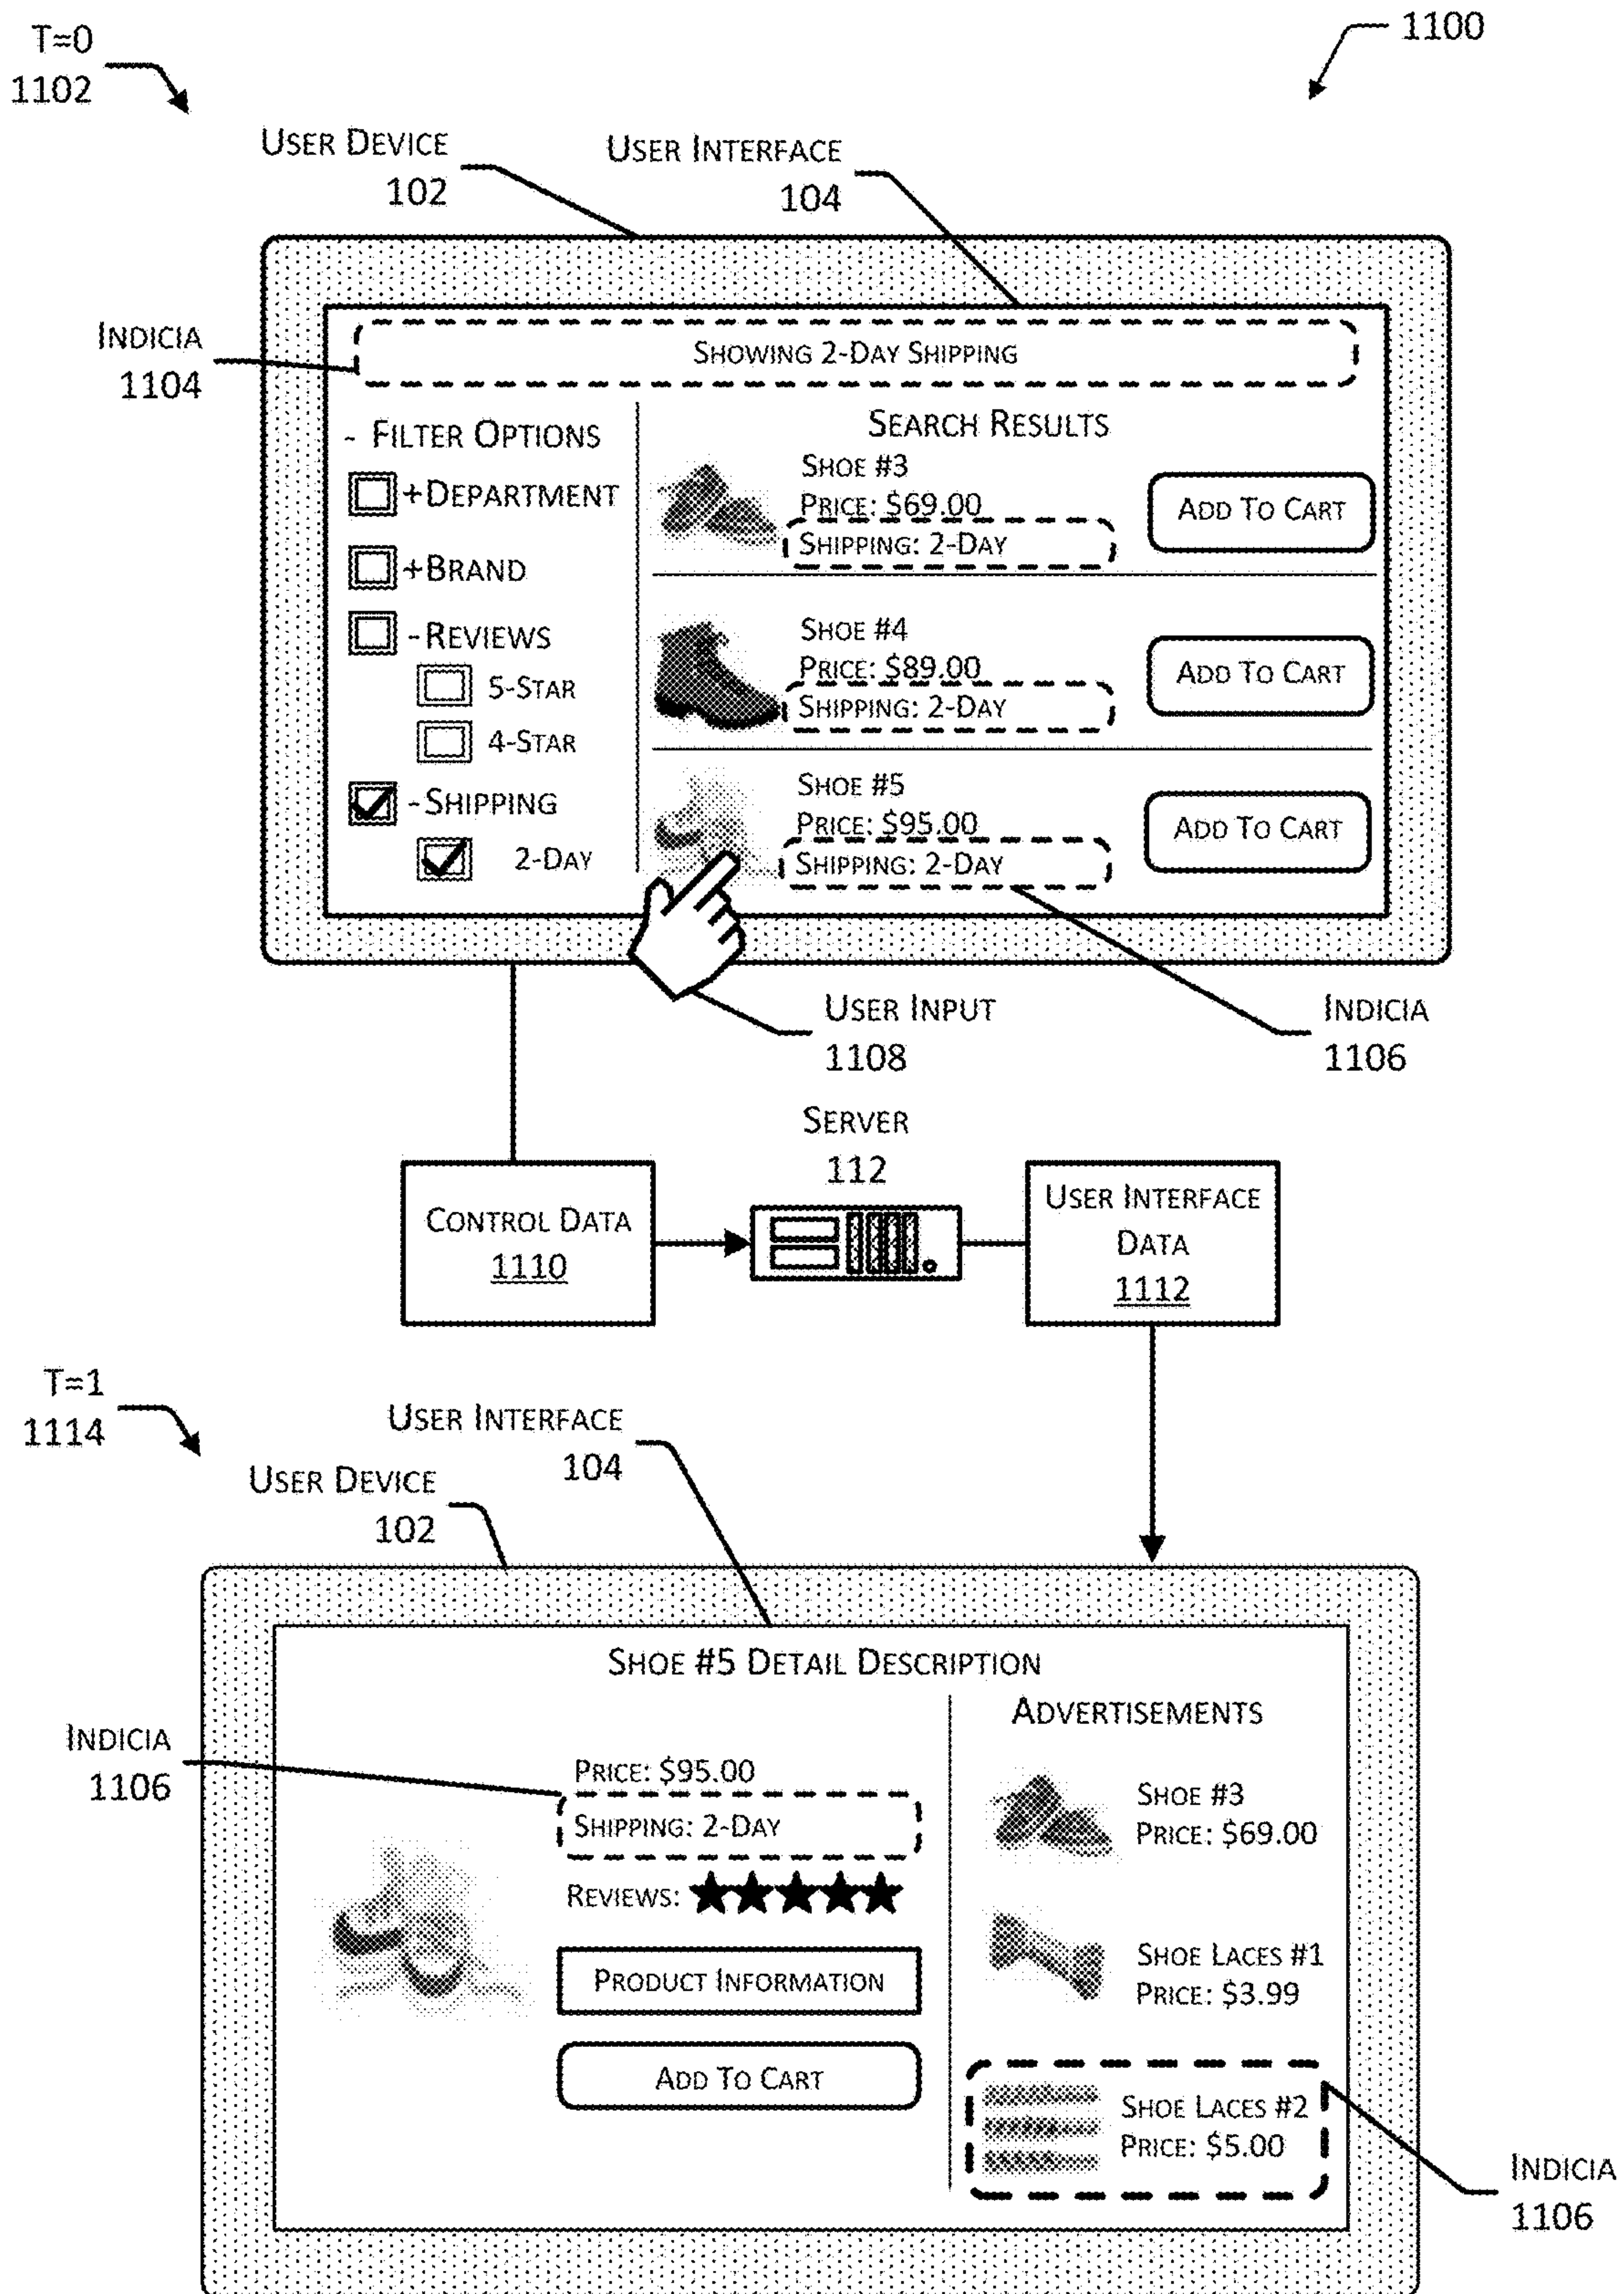 T=0
1102
1100
USER DEVICE
102
USER INTERFACE
104
INDICIA
1104
SHOWING 2-DAY SHIPPING
- FILTER OPTIONS
+DEPARTMENT
+BRAND
-REVIEWS
5-STAR
4-STAR
-SHIPPING
2-DAY
SEARCH RESULTS
SHOE #3
PRICE: $69.00
SHIPPING: 2-DAY
ADD TO CART
SHOE #4
PRICE: $89.00
SHIPPING: 2-DAY
ADD TO CART
SHOE #5
PRICE: $95.00
SHIPPING: 2-DAY
ADD TO CART
USER INPUT
1108
INDICIA
1106
SERVER
112
CONTROL DATA
1110
USER INTERFACE
DATA
1112
T=1
1114
USER INTERFACE
104
USER DEVICE
102
SHOE #5 DETAIL DESCRIPTION
INDICIA
1106
PRICE: $95.00
SHIPPING: 2-DAY
REVIEWS: ★★★★★
PRODUCT INFORMATION
ADD TO CART
ADVERTISEMENTS
SHOE #3
PRICE: $69.00
SHOE LACES #1
PRICE: $3.99
SHOE LACES #2
PRICE: $5.00
INDICIA
1106